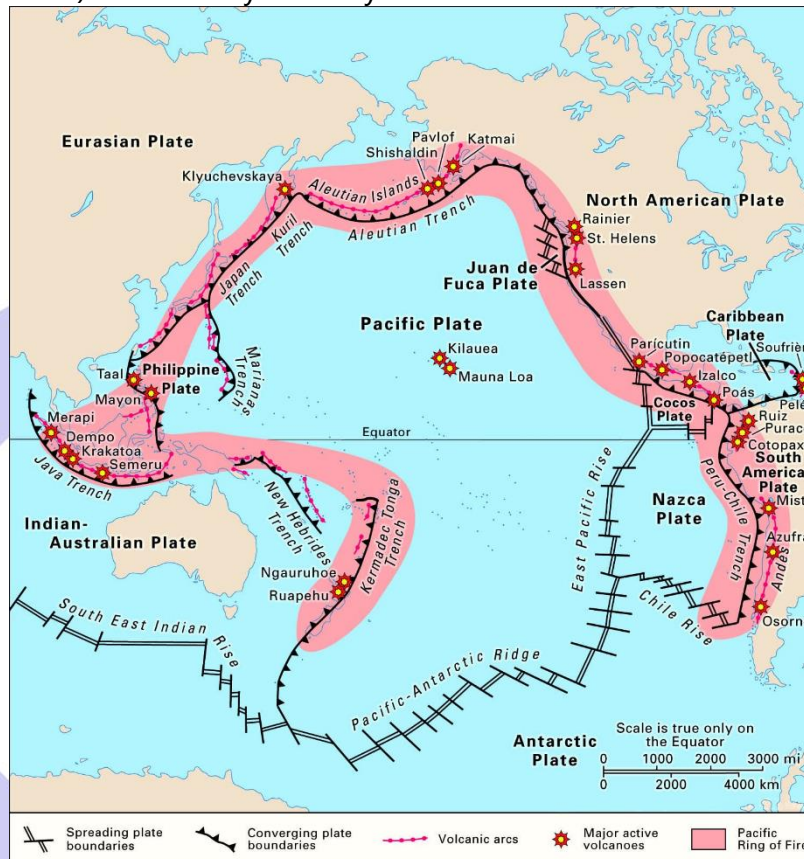 Eurasian Plate
Klyuchevskaya
Shishaldin
Pavlof
Katmai
Aleutian Islands
Aleutian Trench
Kuril
Trench
Japan
Trench
North American Plate
Rainier
St. Helens
Lassen
Juan de
Fuca Plate
Pacific Plate
Kilauea
Mauna Loa
Marianas
Trench
Taal
Philippine
Plate
Mayon
Caribbean
Plate
Parícutin
Popocatépetl
Izalco
Poás
Cocos
Plate
Ruiz
Equator
Merapi
Dempo
Krakatoa
Semeru
Java Trench
South
Plate
Nazca
Plate
Peru-Chile Trench
Andes
Indian-
Australian Plate
New Hebrides
Trench
Kermadec Tonga
Trench
Ngauruhoe
Ruapehu
East Pacific Rise
Chile Rise
South East Indian Rise
Pacific-Antarctic Ridge
Antarctic
Plate
Scale is true only on
the Equator
0 1000 2000 3000 mi
0 2000 4000 km
Spreading plate
boundaries
Converging plate
boundaries
Volcanic arcs
Major active
volcanoes
Pacific
Ring of Fire